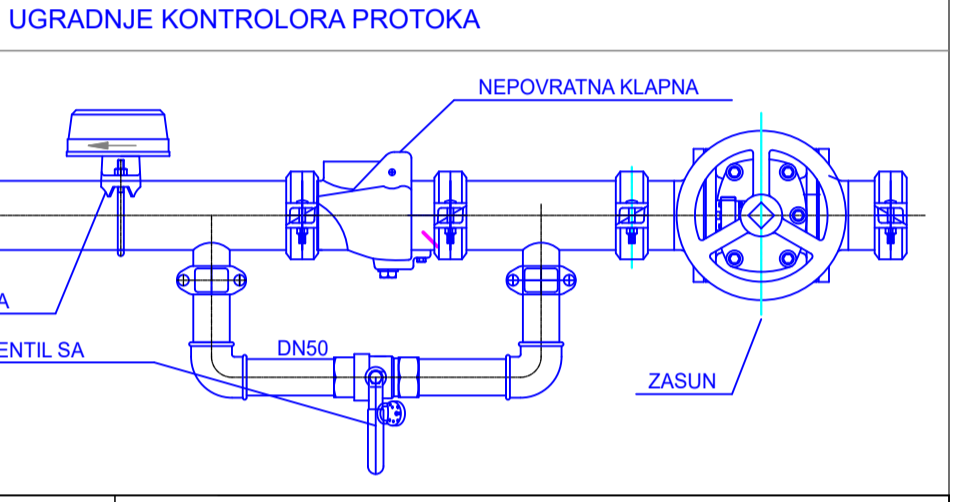 UGRADNJE KONTROLORA PROTOKA
NEPOVRATNA KLAPNA
A
ENTIL SA
DN50
ZASUN